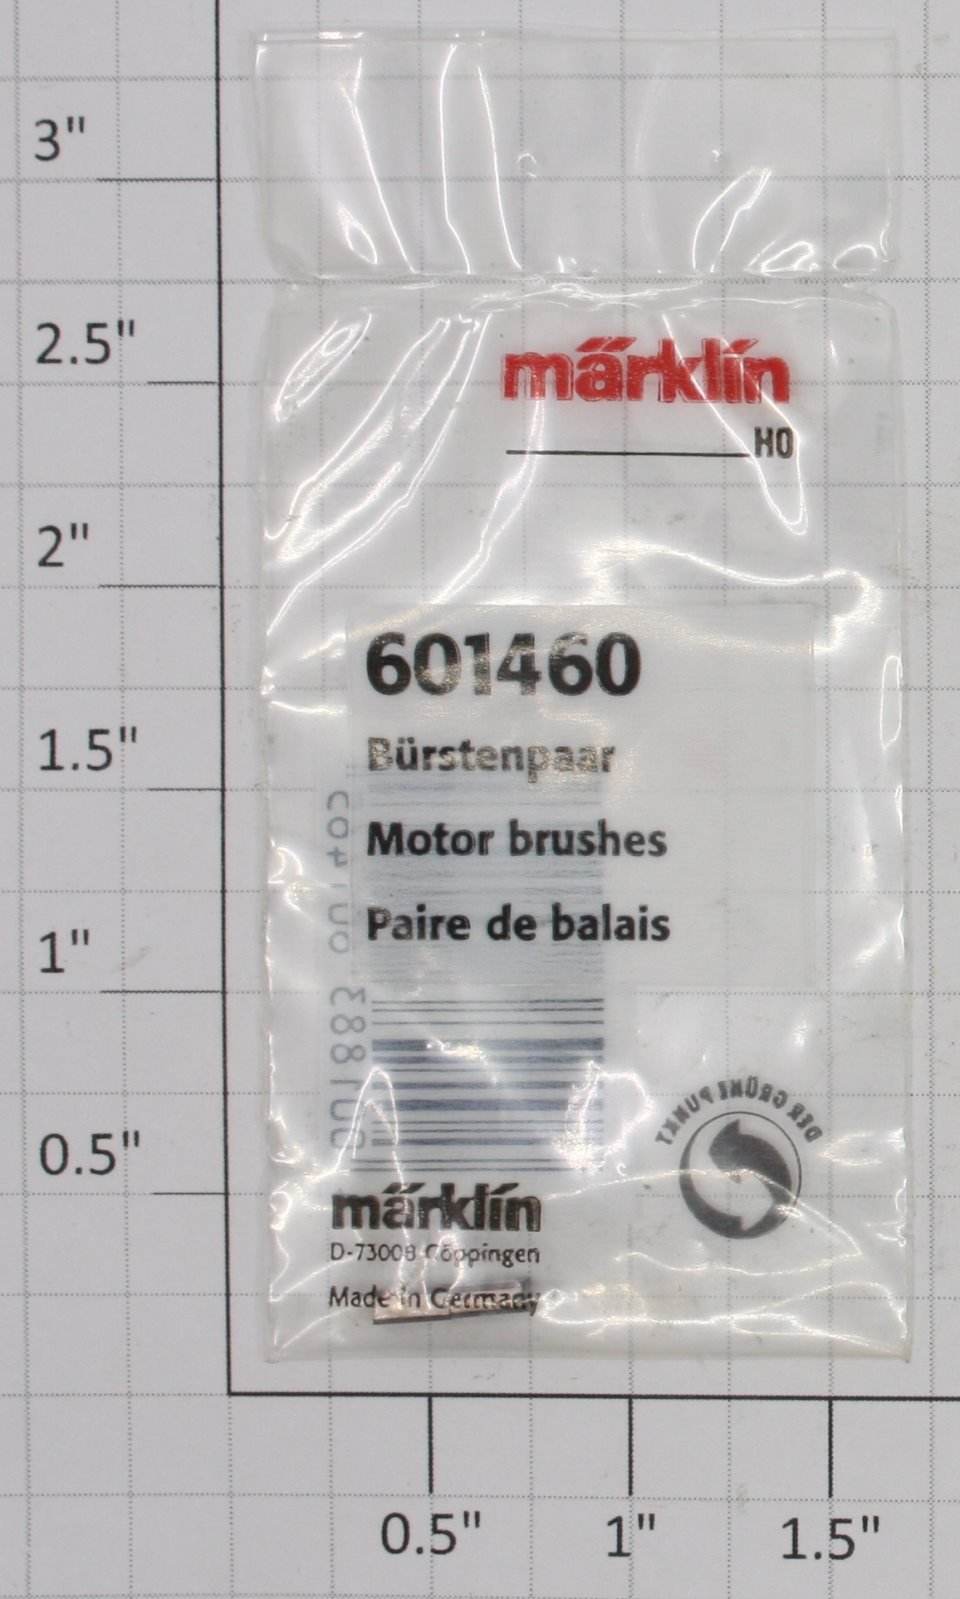 3"
2.5"
märklin
H0
2"
601460
Bürstenpaar
1.5"
Motor brushes
Paire de balais
1"
DER GRÜNE PUNKT
0.5"
märklin
D-73008 Göppingen
Made in Germany
0.5" 1" 1.5"